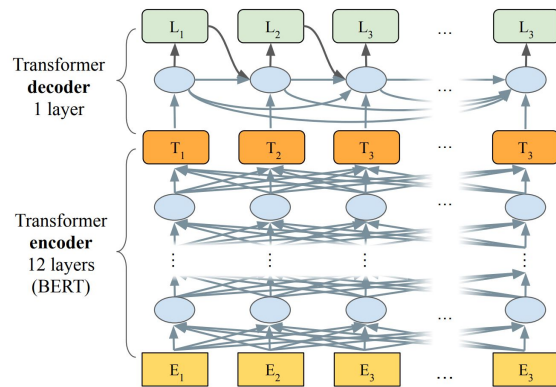 L1 L2 L3 ... L3
Transformer
decoder
1 layer
...
T1 T2 T3 ... T3
Transformer
encoder
12 layers
(BERT)
...
⋮ ⋮ ⋮ ⋮
...
E1 E2 E3 ... E3